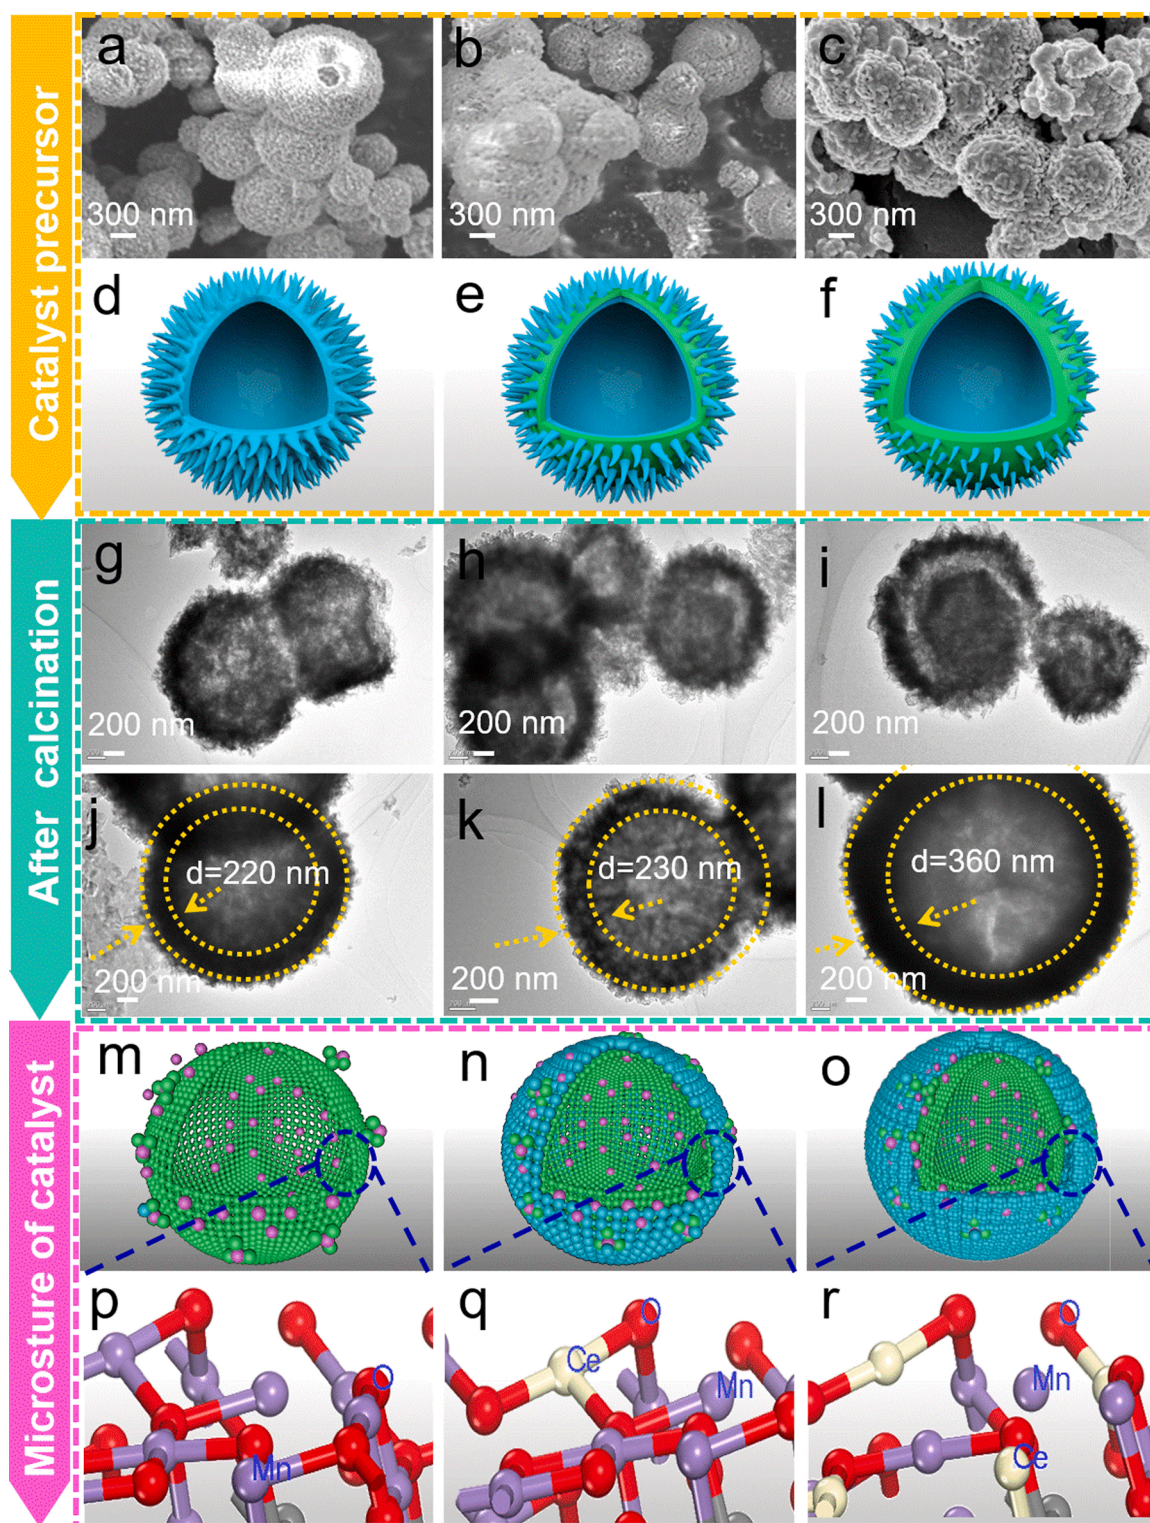 Catalyst precursor
a
b
c
300 nm
300 nm
300 nm
d
e
f
After calcination
g
h
i
200 nm
200 nm
200 nm
j
k
l
d=220 nm
d=230 nm
d=360 nm
200 nm
200 nm
200 nm
Microsture of catalyst
m
n
o
p
q
r
O
Mn
O
Ce
Mn
O
Mn
Ce